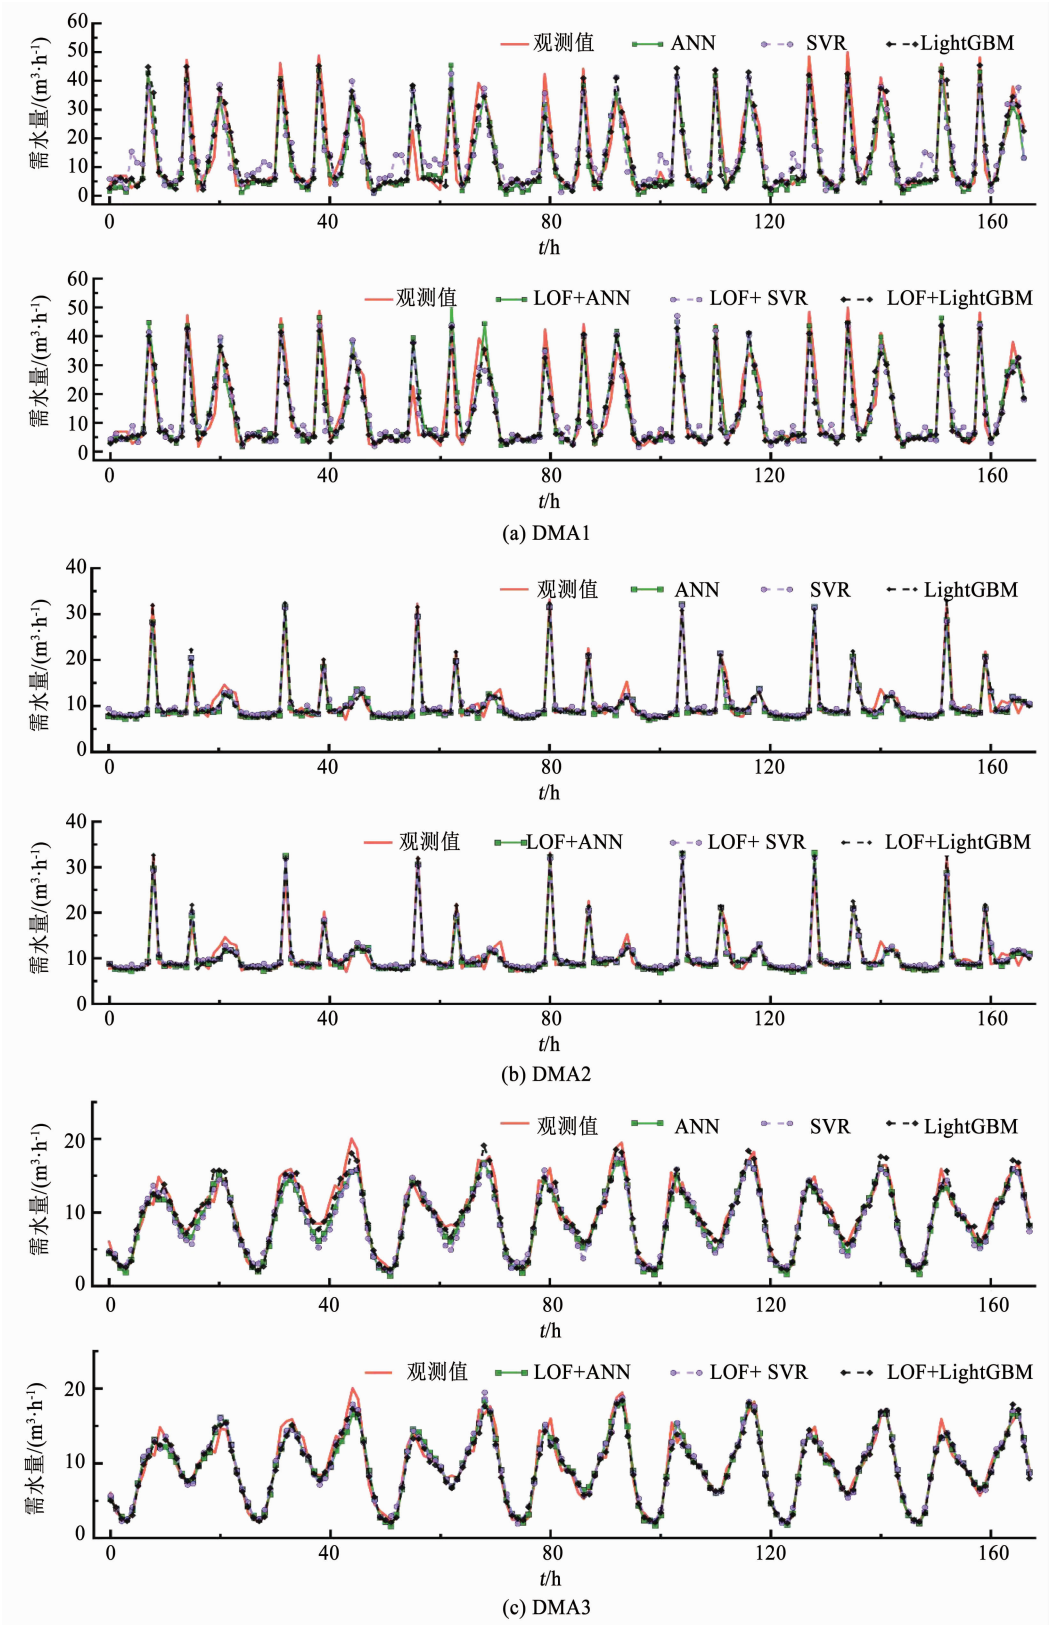 60
50
40
30
20
10
0
需水量/(m³·h⁻¹)
观测值 ANN SVR LightGBM
0 40 80 120 160
t/h
60
50
40
30
20
10
0
需水量/(m³·h⁻¹)
观测值 LOF+ANN LOF+ SVR LOF+LightGBM
0 40 80 120 160
t/h
(a) DMA1
40
30
20
10
0
需水量/(m³·h⁻¹)
观测值 ANN SVR LightGBM
0 40 80 120 160
t/h
40
30
20
10
0
需水量/(m³·h⁻¹)
观测值 LOF+ANN LOF+ SVR LOF+LightGBM
0 40 80 120 160
t/h
(b) DMA2
20
10
0
需水量/(m³·h⁻¹)
观测值 ANN SVR LightGBM
0 40 80 120 160
t/h
20
10
0
需水量/(m³·h⁻¹)
观测值 LOF+ANN LOF+ SVR LOF+LightGBM
0 40 80 120 160
t/h
(c) DMA3